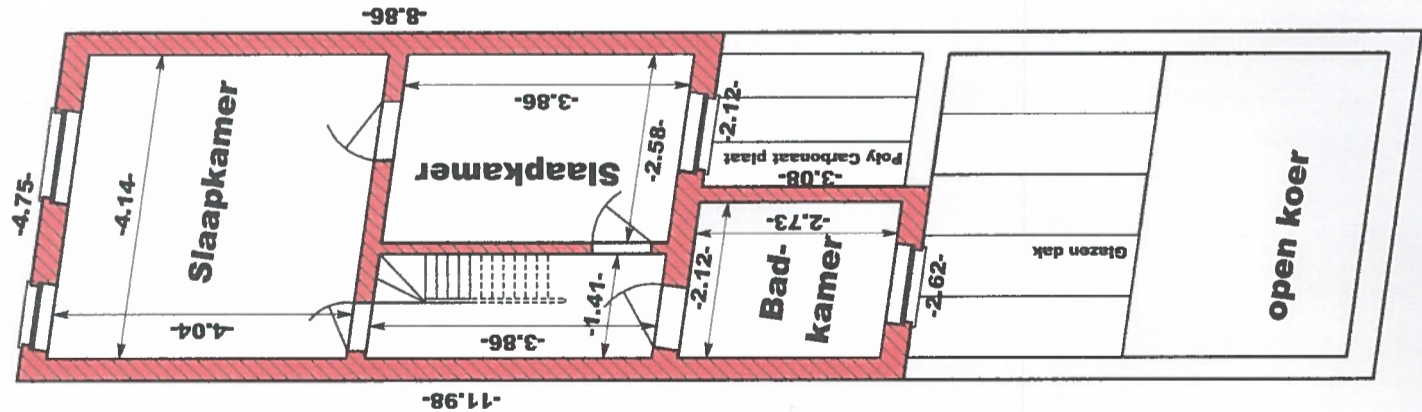 -8.86-
-4.75-
-4.14-
Slaapkamer
-4.04-
-3.86-
Slaapkamer
-2.58-
-2.12-
Poly Carbonaat plaat
-3.08-
-1.41-
-3.86-
-2.12-
-2.73-
Bad-
kamer
-2.62-
Glazen dak
open koer
-11.98-